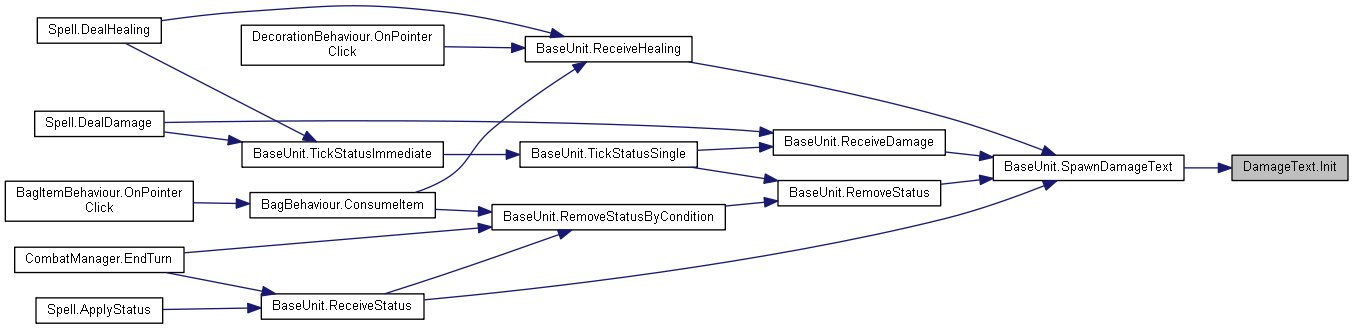 Spell.DealHealing
DecorationBehaviour.OnPointer
Click
BaseUnit.ReceiveHealing
Spell.DealDamage
BaseUnit.TickStatusImmediate
BaseUnit.TickStatusSingle
BaseUnit.ReceiveDamage
BaseUnit.SpawnDamageText
DamageText.Init
BagItemBehaviour.OnPointer
Click
BagBehaviour.ConsumeItem
BaseUnit.RemoveStatusByCondition
BaseUnit.RemoveStatus
CombatManager.EndTurn
Spell.ApplyStatus
BaseUnit.ReceiveStatus